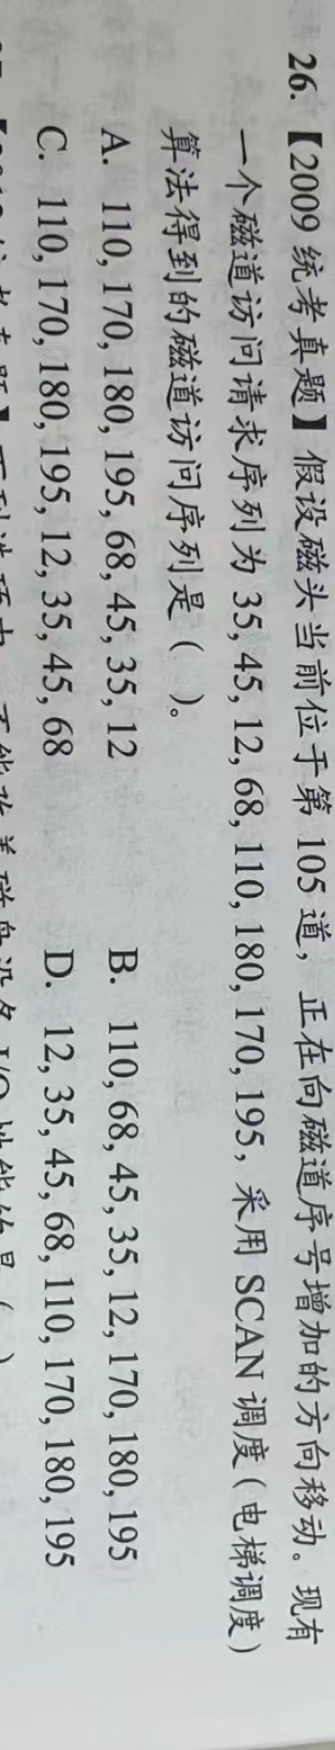 26.【2009 统考真题】假设磁头当前位于第 105 道，正在向磁道序号增加的方向移动。现有
一个磁道访问请求序列为 35, 45, 12, 68, 110, 180, 170, 195，采用 SCAN 调度（电梯调度）
算法得到的磁道访问序列是（ ）。
A. 110, 170, 180, 195, 68, 45, 35, 12 B. 110, 68, 45, 35, 12, 170, 180, 195
C. 110, 170, 180, 195, 12, 35, 45, 68 D. 12, 35, 45, 68, 110, 170, 180, 195